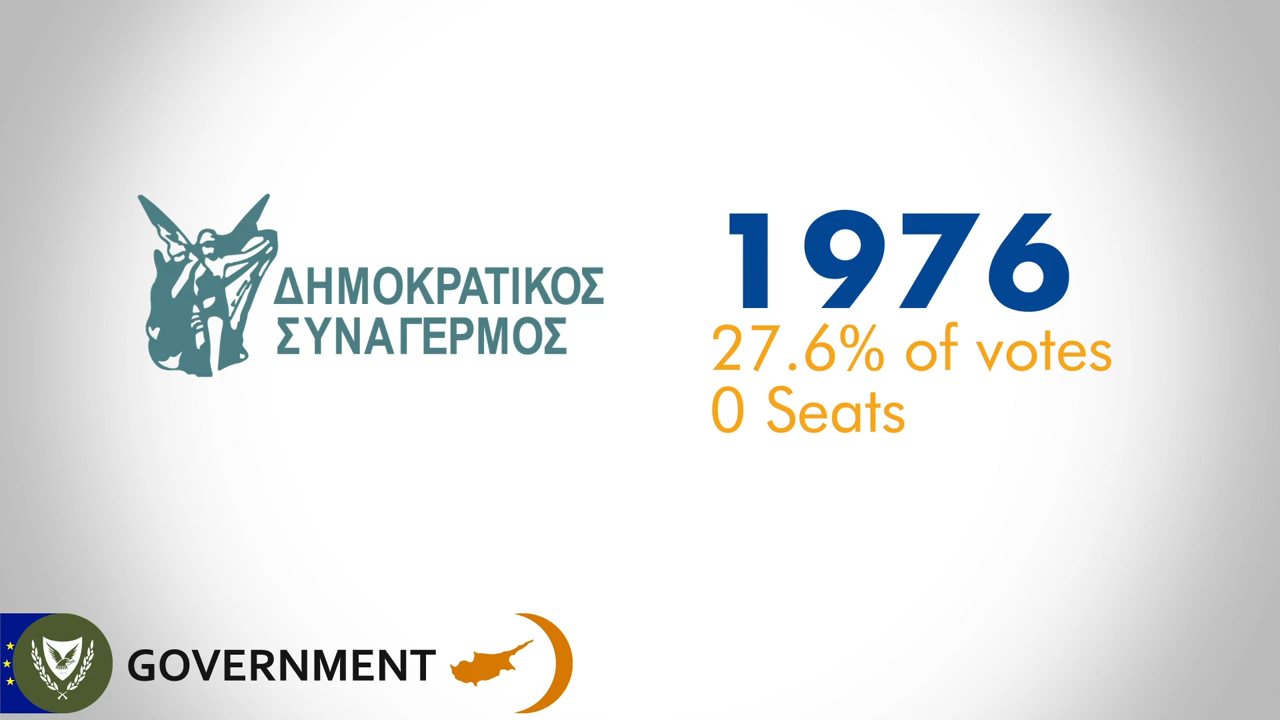 ΔΗΜΟΚΡΑΤΙΚΟΣ
ΣΥΝΑΓΕΡΜΟΣ
1976
27.6% of votes
0 Seats
GOVERNMENT